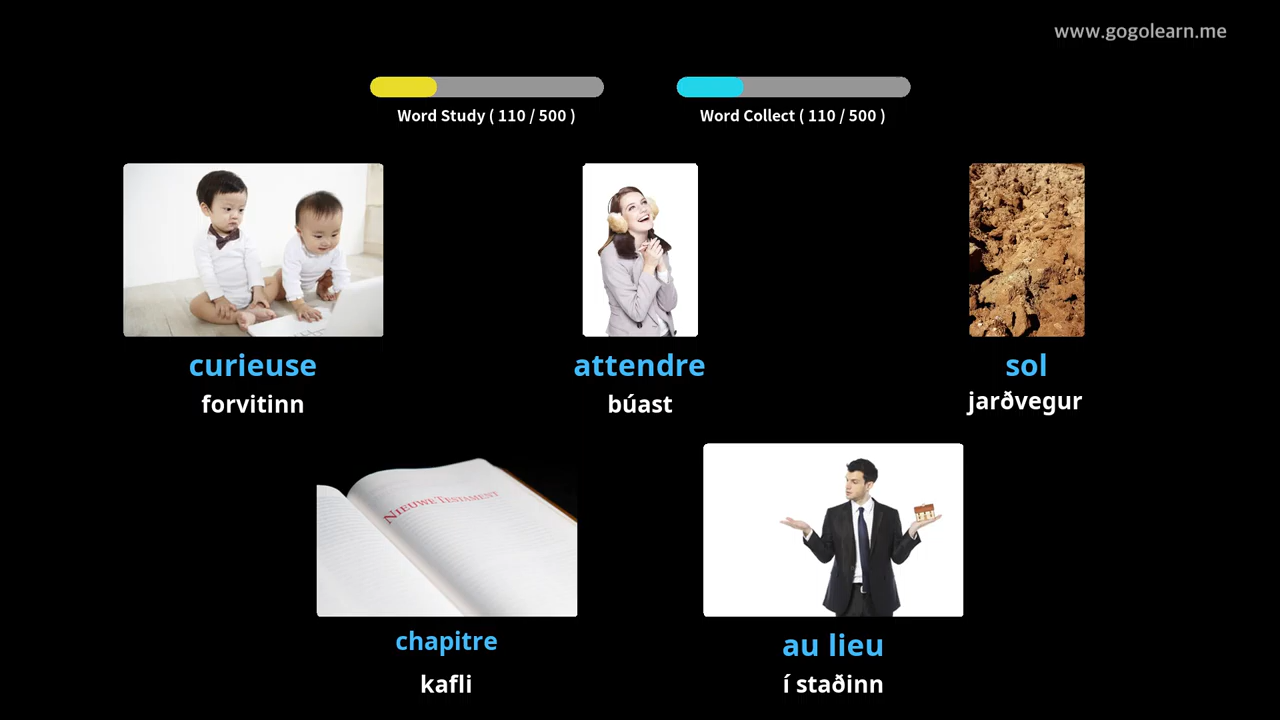 www.gogolearn.me
Word Study ( 110 / 500 )
Word Collect ( 110 / 500 )
curieuse
forvitinn
attendre
búast
sol
jarðvegur
NIEUWE TESTAMENT
chapitre
kafli
au lieu
í staðinn